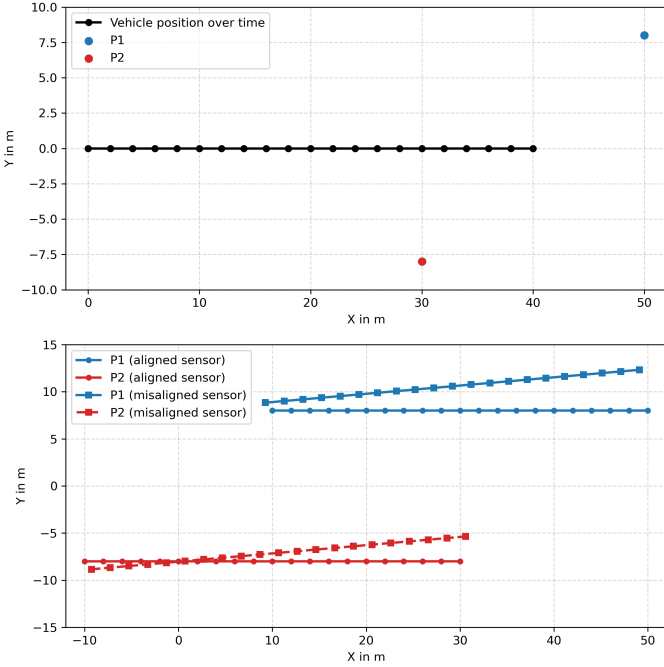 Vehicle position over time
P1
P2
10.0
7.5
5.0
2.5
0.0
−2.5
−5.0
−7.5
−10.0
Y in m
0
10
20
30
40
50
X in m
P1 (aligned sensor)
P2 (aligned sensor)
P1 (misaligned sensor)
P2 (misaligned sensor)
15
10
5
0
−5
−10
−15
Y in m
−10
0
10
20
30
40
50
X in m